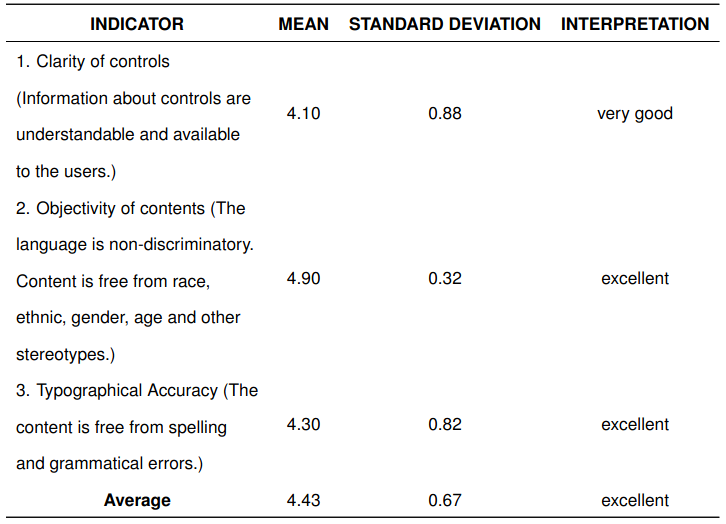 INDICATOR MEAN STANDARD DEVIATION INTERPRETATION
1. Clarity of controls
(Information about controls are
understandable and available
to the users.)
4.10 0.88 very good
2. Objectivity of contents (The
language is non-discriminatory.
Content is free from race,
ethnic, gender, age and other
stereotypes.)
4.90 0.32 excellent
3. Typographical Accuracy (The
content is free from spelling
and grammatical errors.)
4.30 0.82 excellent
Average 4.43 0.67 excellent